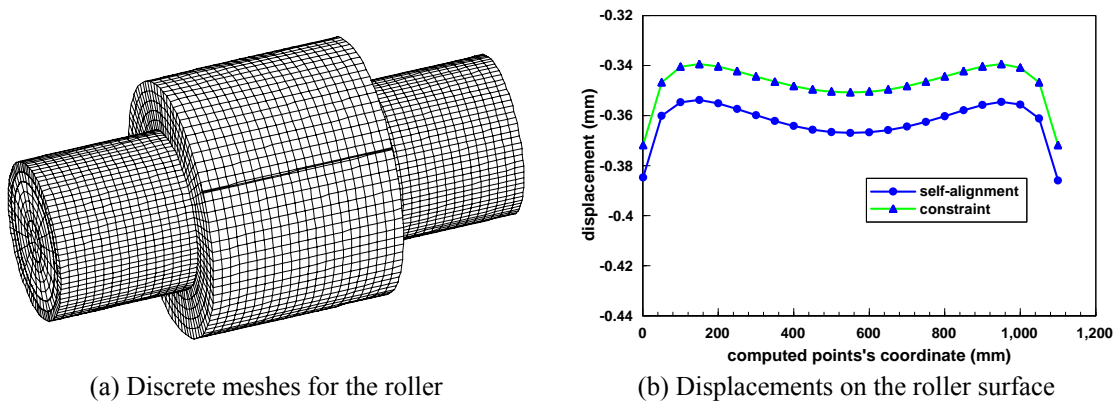 -0.32
-0.34
-0.36
-0.38
-0.4
-0.42
-0.44
displacement (mm)
self-alignment
constraint
0 200 400 600 800 1,000 1,200
computed points's coordinate (mm)
(a) Discrete meshes for the roller
(b) Displacements on the roller surface